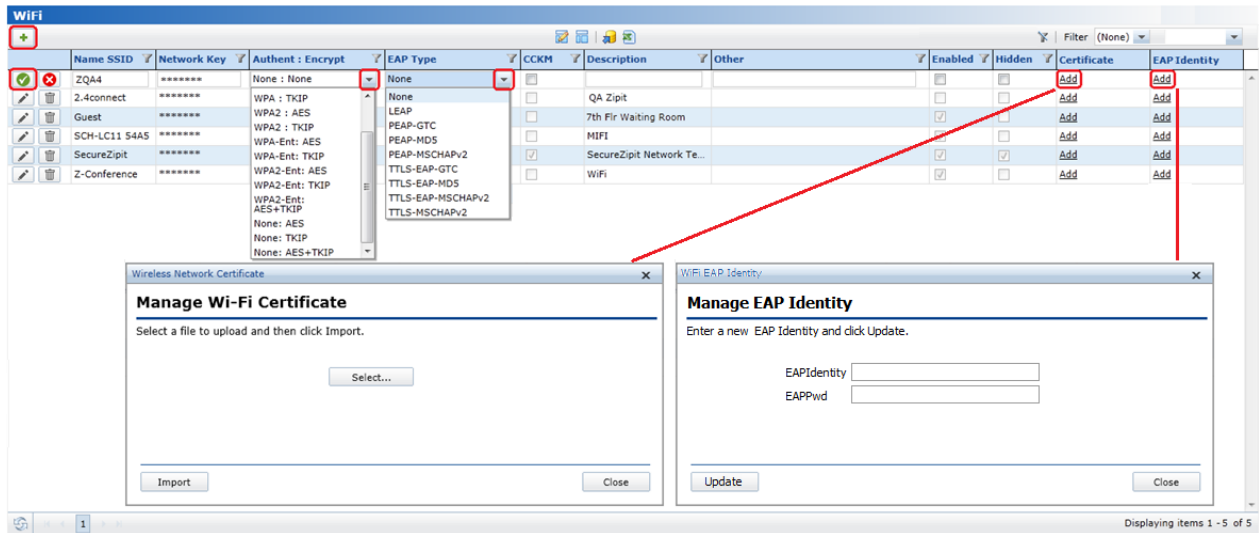 WiFi
Filter (None)
Name SSID Network Key Authent : Encrypt EAP Type CCKM Description Other Enabled Hidden Certificate EAP Identity
ZQA4 ******* None : None None Add Add
2.4connect ******* QA Zipit Add Add
Guest ******* 7th Flr Waiting Room Add Add
SCH-LC11 54A5 ******* MIFI Add Add
SecureZipit ******* SecureZipit Network Te... Add Add
Z-Conference ******* WiFi Add Add
WPA : TKIP
WPA2 : AES
WPA2 : TKIP
WPA-Ent: AES
WPA-Ent: TKIP
WPA2-Ent: AES
WPA2-Ent: TKIP
WPA2-Ent:
AES+TKIP
None: AES
None: TKIP
None: AES+TKIP
None
LEAP
PEAP-GTC
PEAP-MD5
PEAP-MSCHAPv2
TTLS-EAP-GTC
TTLS-EAP-MD5
TTLS-EAP-MSCHAPv2
TTLS-MSCHAPv2
Wireless Network Certificate
Manage Wi-Fi Certificate
Select a file to upload and then click Import.
Select...
Import Close
WiFi EAP Identity
Manage EAP Identity
Enter a new EAP Identity and click Update.
EAPIdentity
EAPPwd
Update Close
1 Displaying items 1 - 5 of 5